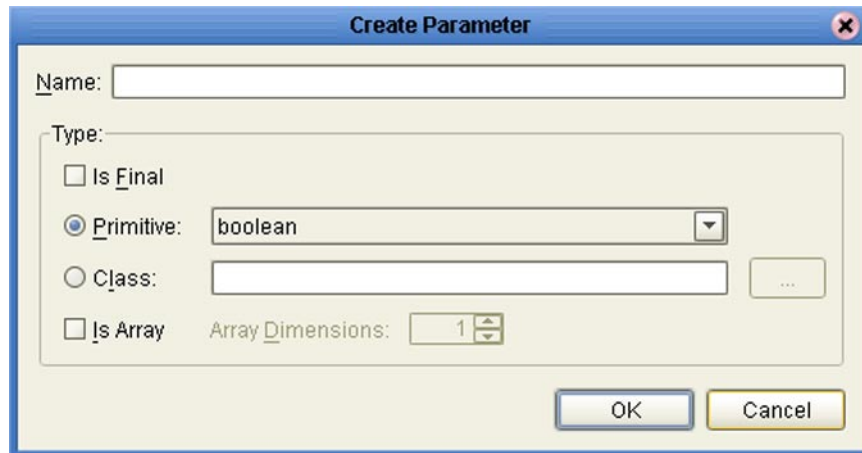 Create Parameter
Name:
Type:
Is Final
Primitive: boolean
Class: ...
Is Array Array Dimensions: 1
OK Cancel